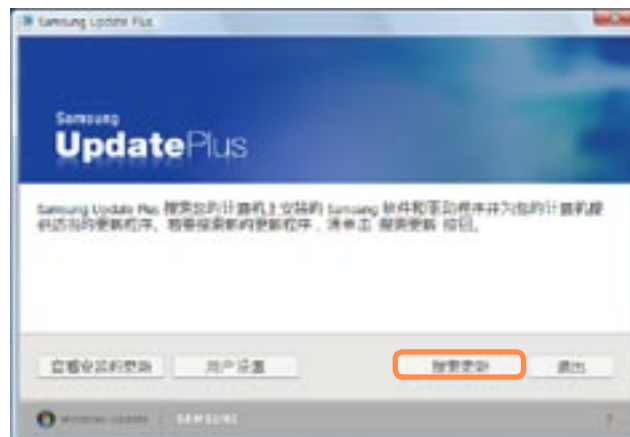 Samsung Update Plus
Samsung
UpdatePlus
Samsung Update Plus 搜索您的计算机上安装的 Samsung 软件和驱动程序并为您的计算机提
供适当的更新程序。若要搜索新的更新程序，请单击 搜索更新 按钮。
查看安装的更新
用户设置
搜索更新
退出
Windows Update
SAMSUNG
?